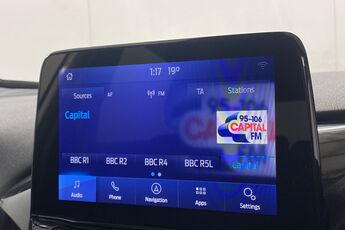 1:17 19°
Sources AF FM TA Stations
Capital
95-106
CAPITAL
FM
BBC R1 BBC R2 BBC R4 BBC R5L Capital
Audio Phone Navigation Apps Settings